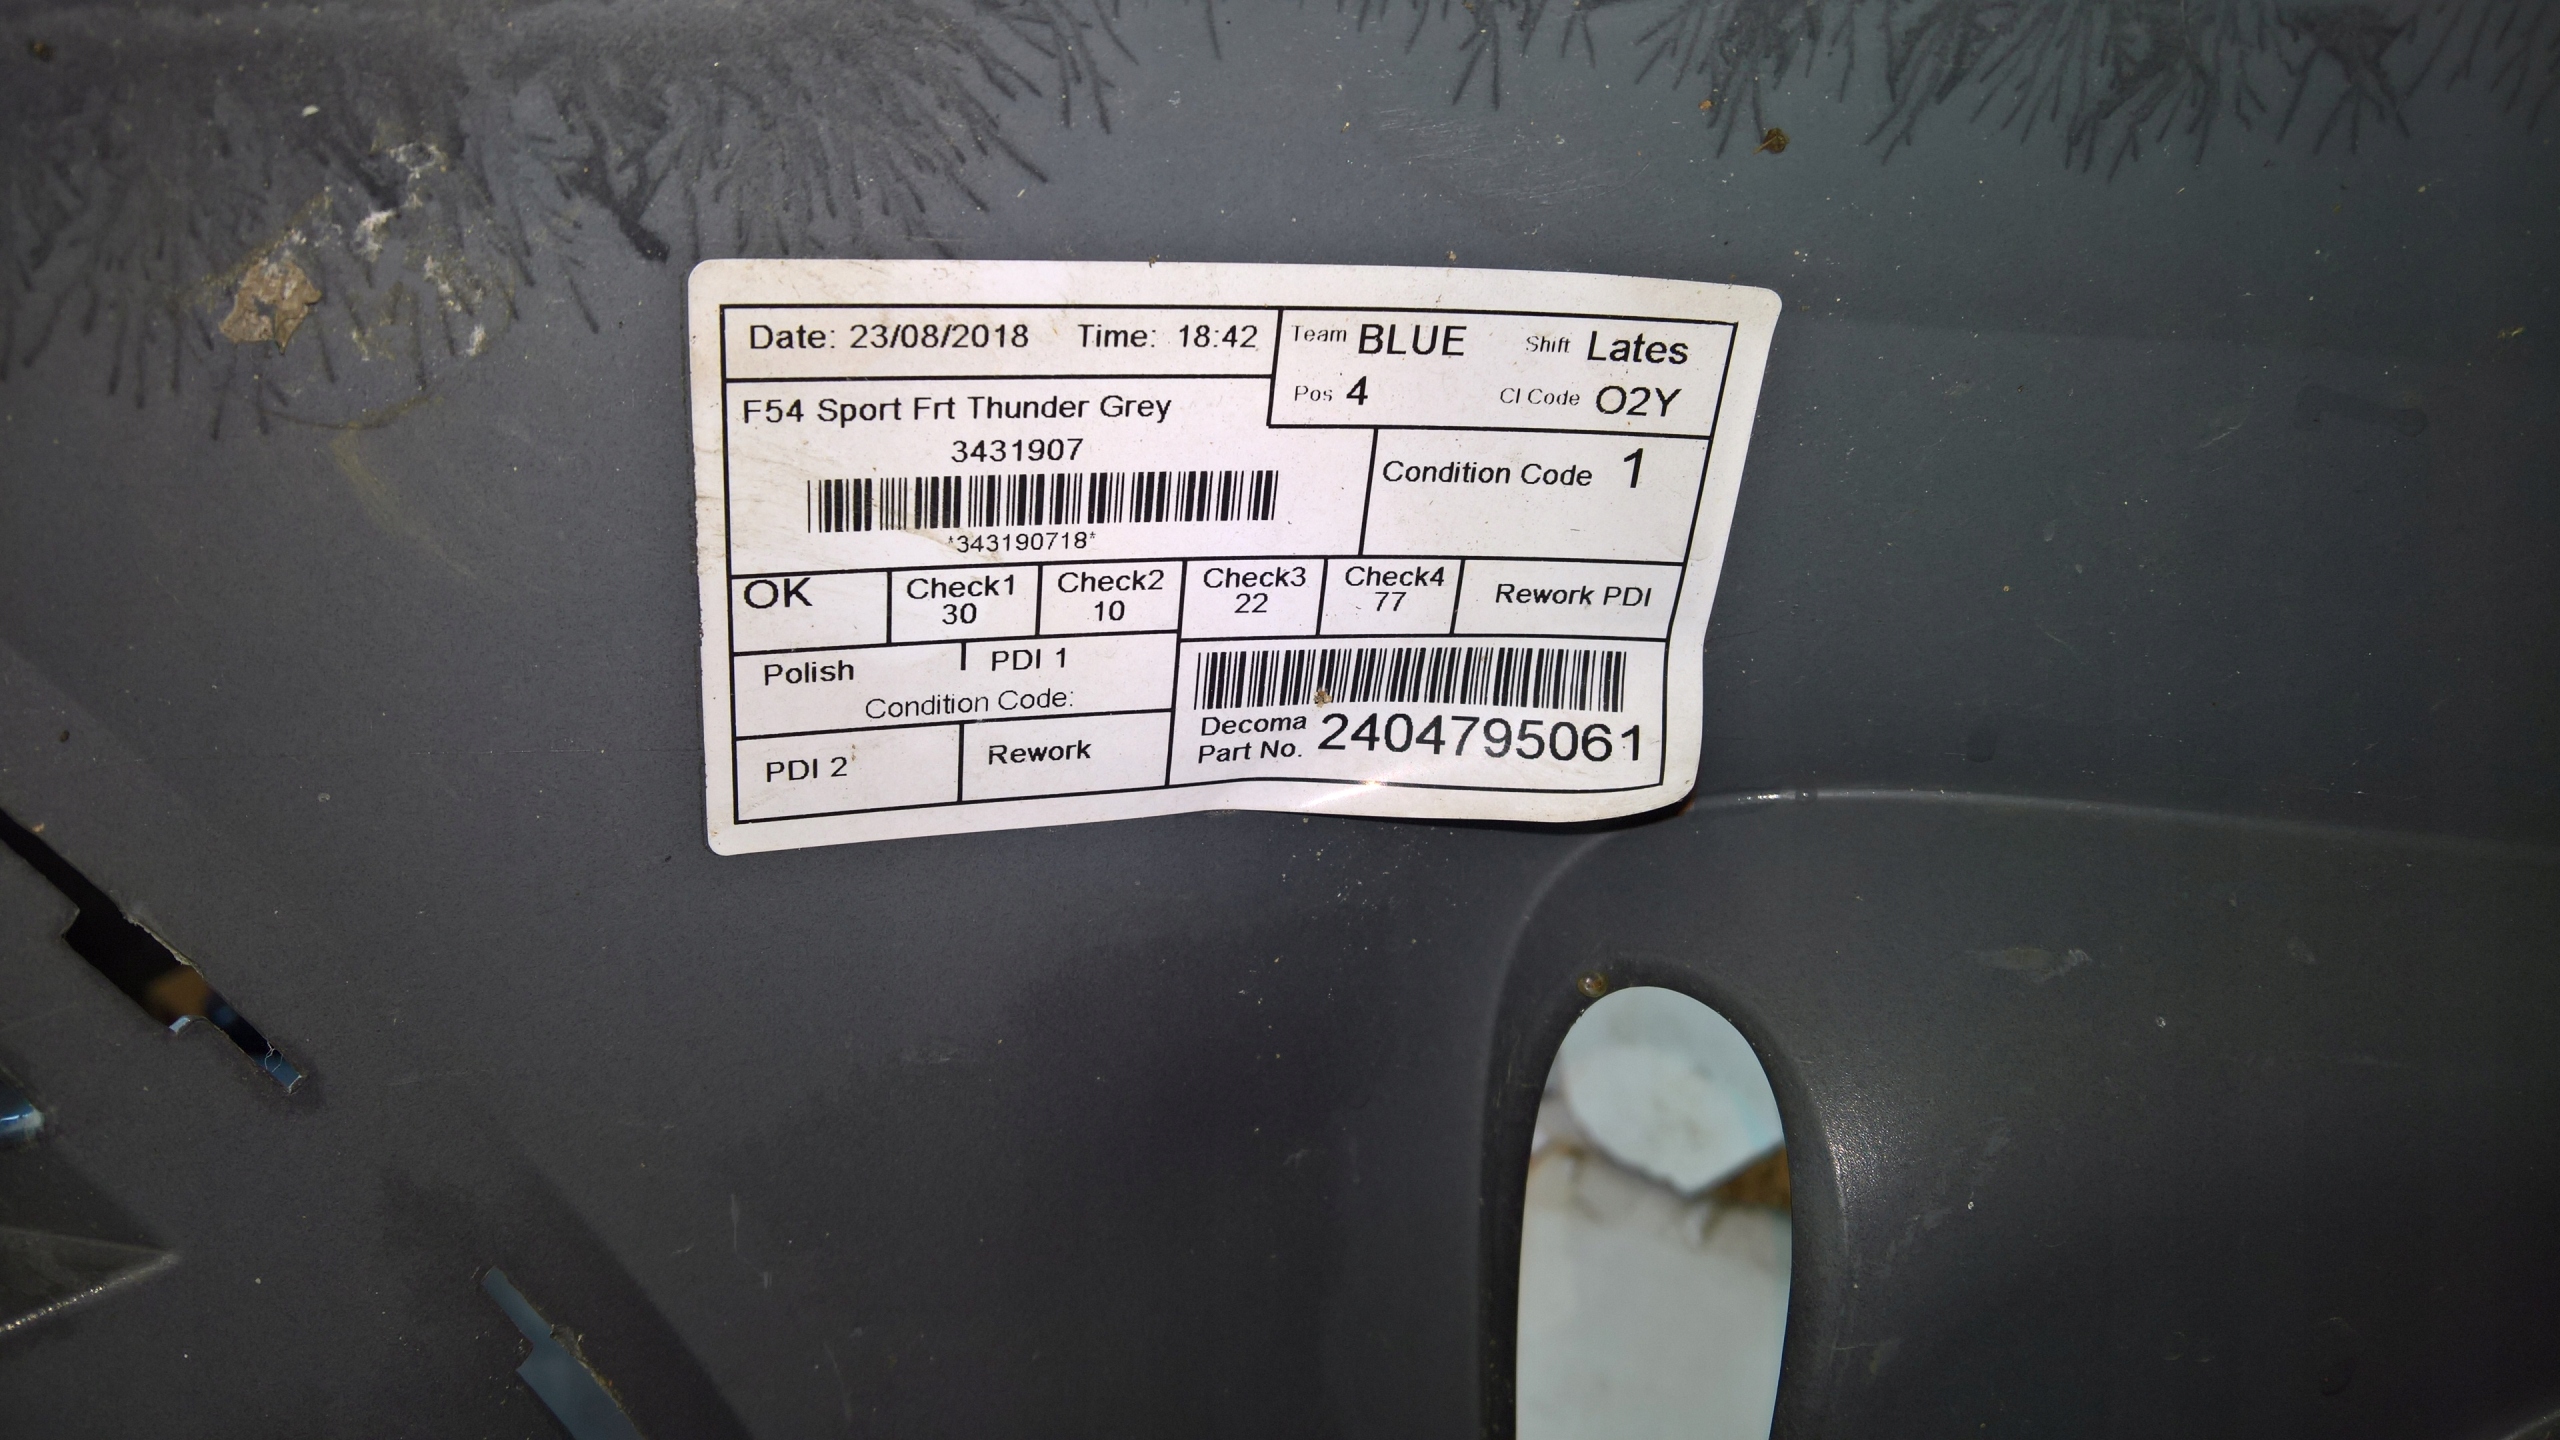 Date: 23/08/2018 Time: 18:42
Team BLUE Shift Lates
Pos 4 CI Code O2Y
F54 Sport Frt Thunder Grey
3431907
*343190718*
Condition Code 1
OK
Check1 Check2 Check3 Check4 Rework PDI
30 10 22 77
Polish PDI 1
Condition Code:
PDI 2 Rework
Decoma
Part No. 2404795061